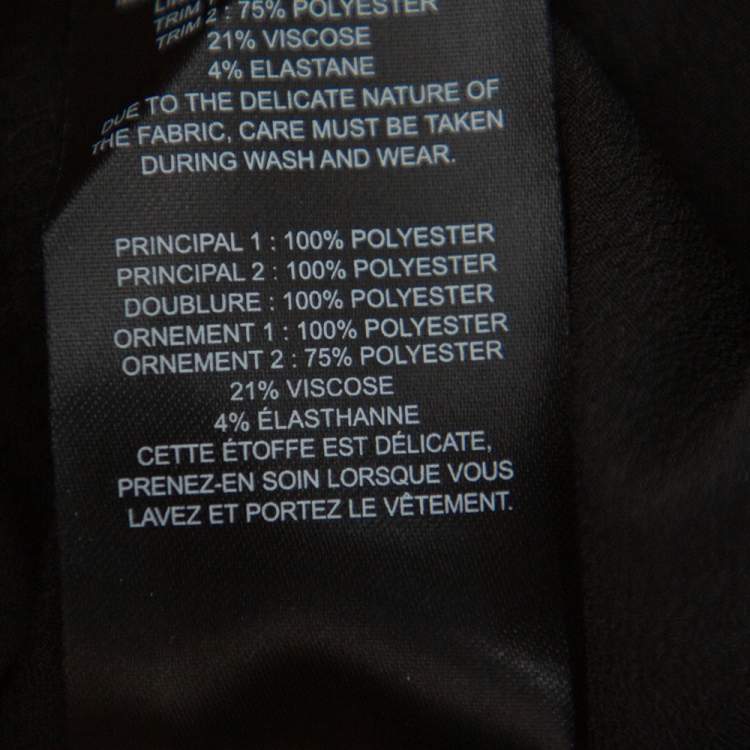 TRIM 1
TRIM 2 : 75% POLYESTER
21% VISCOSE
4% ELASTANE
DUE TO THE DELICATE NATURE OF
THE FABRIC, CARE MUST BE TAKEN
DURING WASH AND WEAR.
PRINCIPAL 1 : 100% POLYESTER
PRINCIPAL 2 : 100% POLYESTER
DOUBLURE : 100% POLYESTER
ORNEMENT 1 : 100% POLYESTER
ORNEMENT 2 : 75% POLYESTER
21% VISCOSE
4% ÉLASTHANNE
CETTE ÉTOFFE EST DÉLICATE,
PRENEZ-EN SOIN LORSQUE VOUS
LAVEZ ET PORTEZ LE VÊTEMENT.